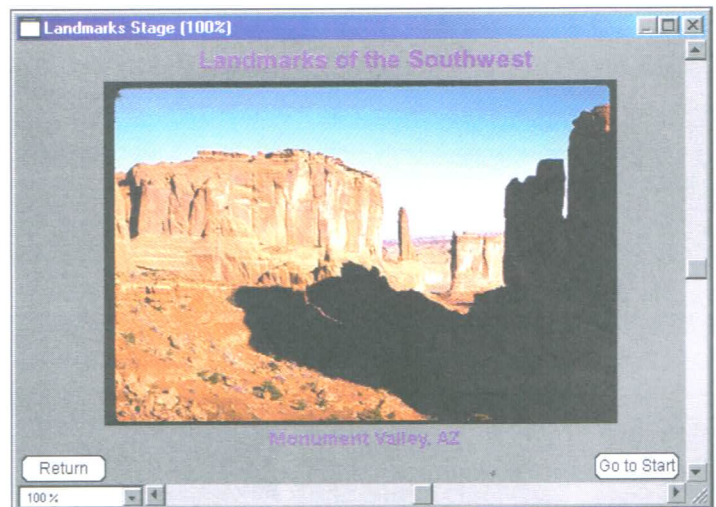 Landmarks Stage (100%)
Landmarks of the Southwest
Monument Valley, AZ
Return
Go to Start
100%